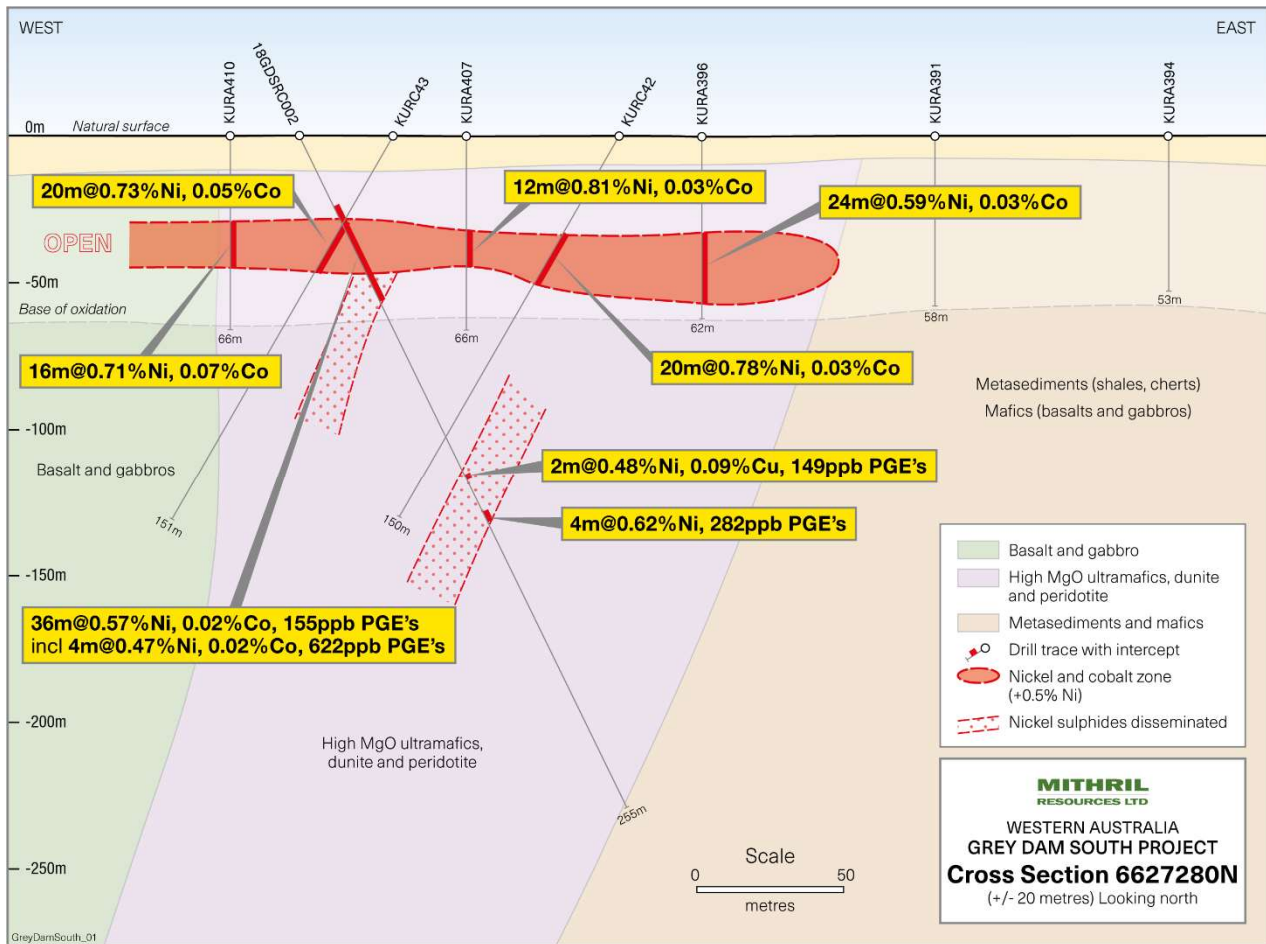 WEST
EAST
KURA410
18GDSRC002
KURC43
KURA407
KURC42
KURA396
KURA391
KURA394
0m
Natural surface
20m@0.73%Ni, 0.05%Co
12m@0.81%Ni, 0.03%Co
24m@0.59%Ni, 0.03%Co
OPEN
-50m
Base of oxidation
66m
66m
62m
58m
53m
16m@0.71%Ni, 0.07%Co
20m@0.78%Ni, 0.03%Co
Metasediments (shales, cherts)
Mafics (basalts and gabbros)
-100m
Basalt and gabbros
2m@0.48%Ni, 0.09%Cu, 149ppb PGE's
151m
150m
4m@0.62%Ni, 282ppb PGE's
-150m
36m@0.57%Ni, 0.02%Co, 155ppb PGE's
incl 4m@0.47%Ni, 0.02%Co, 622ppb PGE's
-200m
High MgO ultramafics,
dunite and peridotite
255m
-250m
Scale
0
50
metres
Basalt and gabbro
High MgO ultramafics, dunite
and peridotite
Metasediments and mafics
Drill trace with intercept
Nickel and cobalt zone
(+0.5% Ni)
Nickel sulphides disseminated
MITHRIL
RESOURCES LTD
WESTERN AUSTRALIA
GREY DAM SOUTH PROJECT
Cross Section 6627280N
(+/- 20 metres) Looking north
GreyDamSouth_01